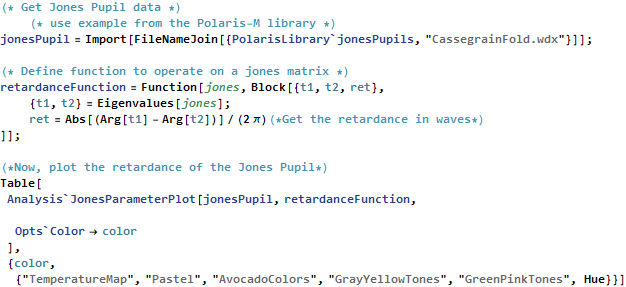 (* Get Jones Pupil data *)
(* use example from the Polaris-M library *)
jonesPupil = Import[FileNameJoin[{PolarisLibrary`jonesPupils, "CassegrainFold.wdx"}]];
(* Define function to operate on a jones matrix *)
retardanceFunction = Function[jones, Block[{t1, t2, ret},
{t1, t2} = Eigenvalues[jones];
ret = Abs[(Arg[t1] - Arg[t2])] / (2 π) (*Get the retardance in waves*)
]];
(*Now, plot the retardance of the Jones Pupil*)
Table[
Analysis`JonesParameterPlot[jonesPupil, retardanceFunction,
Opts`Color → color
],
{color,
{"TemperatureMap", "Pastel", "AvocadoColors", "GrayYellowTones", "GreenPinkTones", Hue}}]